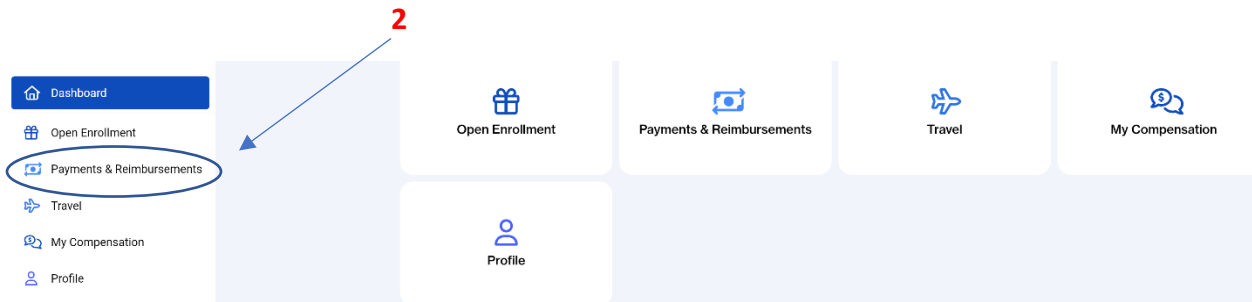 2
Dashboard
Open Enrollment
Payments & Reimbursements
Travel
My Compensation
Profile
Open Enrollment
Payments & Reimbursements
Travel
My Compensation
Profile